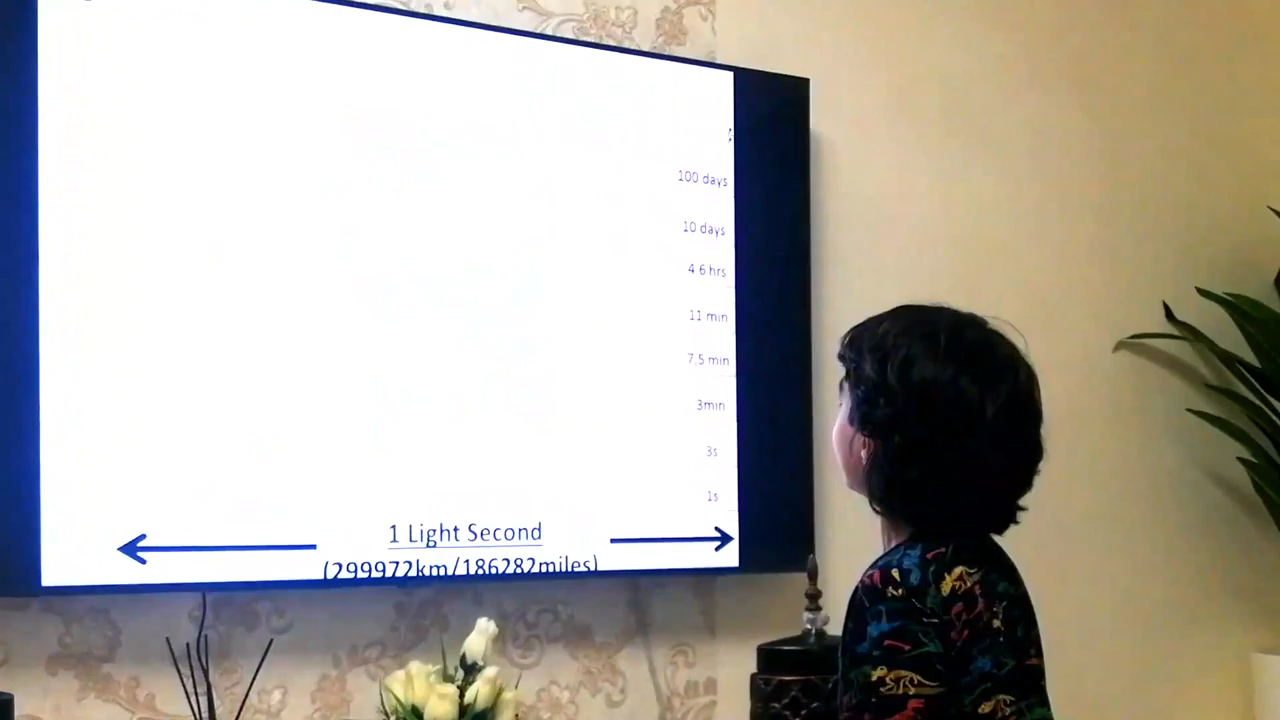 100 days
10 days
4.6 hrs
11 min
7.5 min
3min
3s
1s
1 Light Second
(299972km/186282miles)